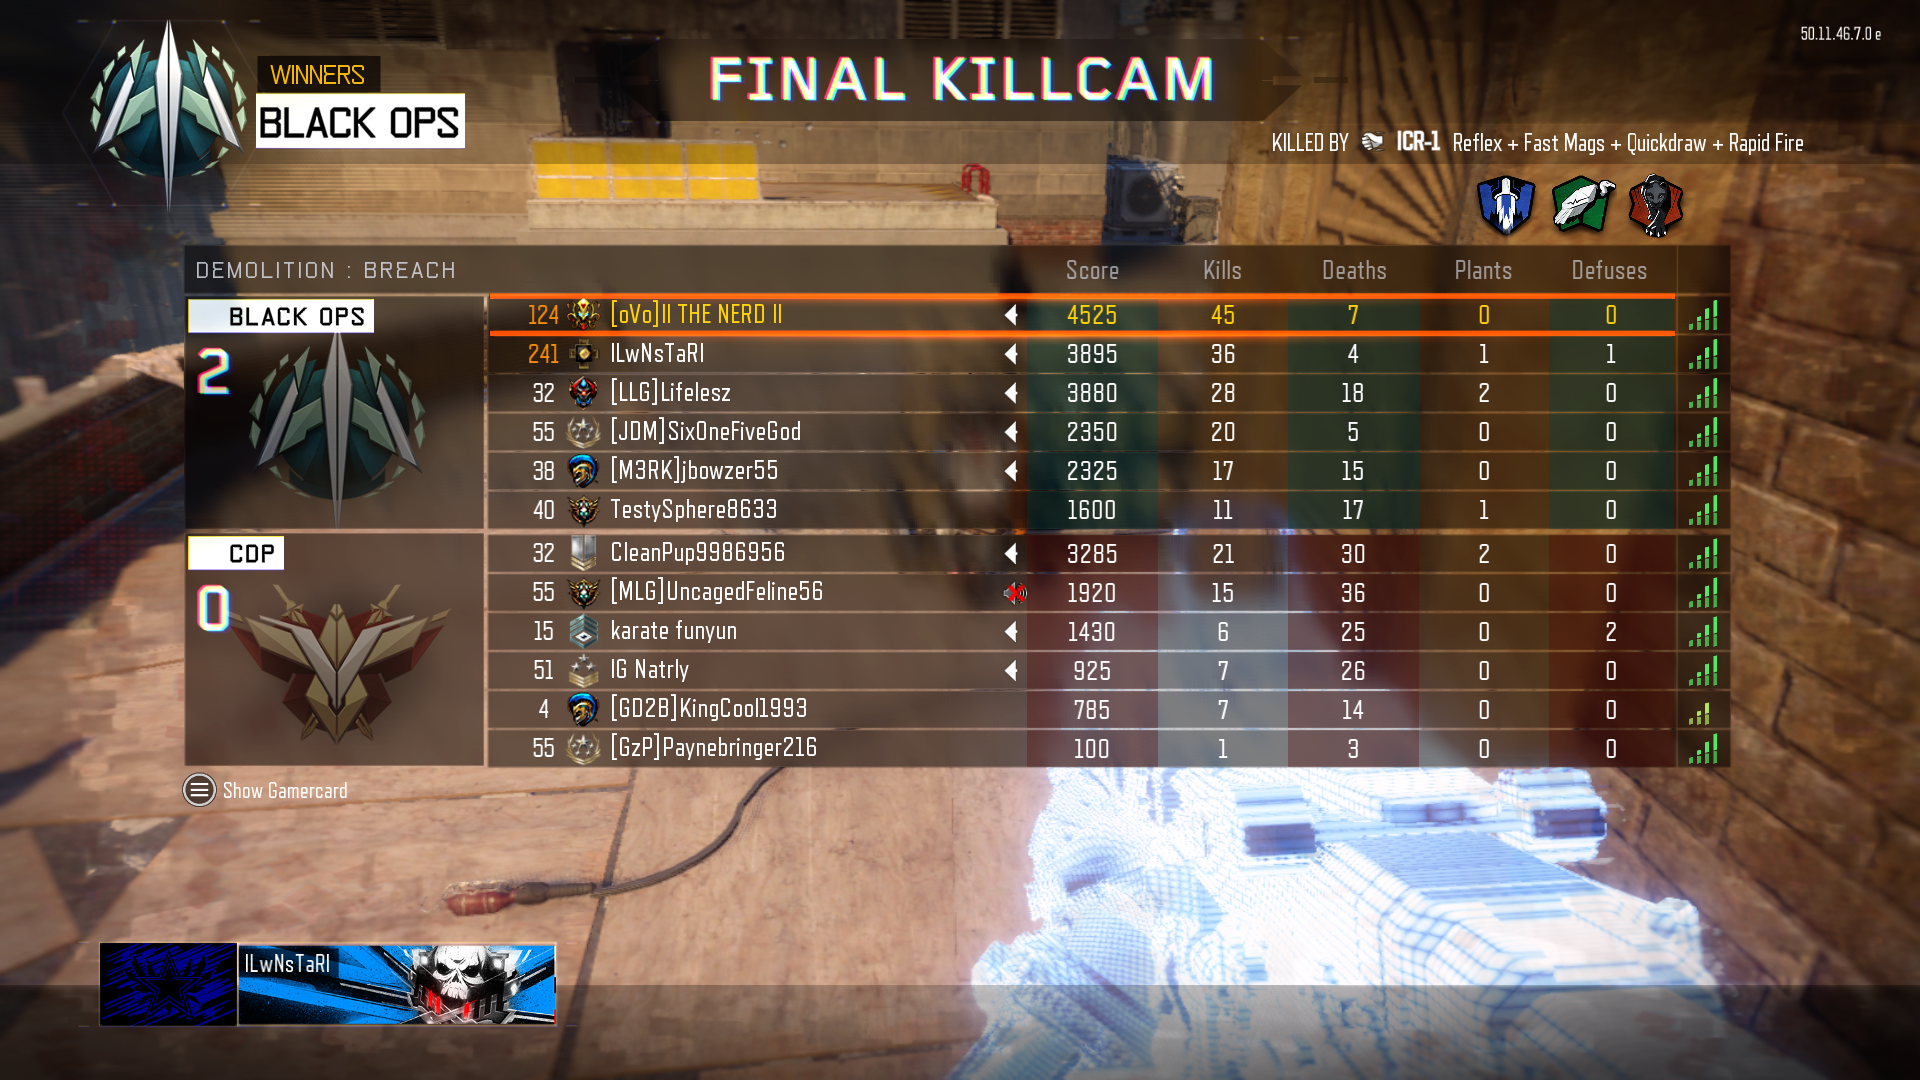 50.11.46.7.0 e
WINNERS
BLACK OPS
FINAL KILLCAM
KILLED BY ICR-1 Reflex + Fast Mags + Quickdraw + Rapid Fire
DEMOLITION : BREACH Score Kills Deaths Plants Defuses
BLACK OPS
2
124 [oVo]II THE NERD II 4525 45 7 0 0
241 ILwNsTaRI 3895 36 4 1 1
32 [LLG]Lifelesz 3880 28 18 2 0
55 [JDM]SixOneFiveGod 2350 20 5 0 0
38 [M3RK]jbowzer55 2325 17 15 0 0
40 TestySphere8633 1600 11 17 1 0
CDP
0
32 CleanPup9986956 3285 21 30 2 0
55 [MLG]UncagedFeline56 1920 15 36 0 0
15 karate funyun 1430 6 25 0 2
51 IG Natrly 925 7 26 0 0
4 [GD2B]KingCool1993 785 7 14 0 0
55 [GzP]Paynebringer216 100 1 3 0 0
Show Gamercard
ILwNsTaRI